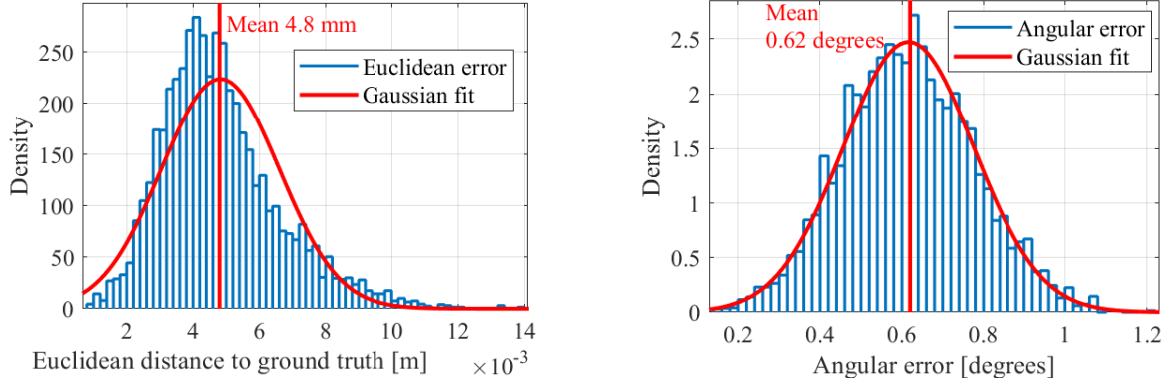 Mean 4.8 mm
Euclidean error
Gaussian fit
Density
250
200
150
100
50
0
2
4
6
8
10
12
14
×10⁻³
Euclidean distance to ground truth [m]
Mean
0.62 degrees
Angular error
Gaussian fit
Density
2.5
2
1.5
1
0.5
0
0.2
0.4
0.6
0.8
1
1.2
Angular error [degrees]